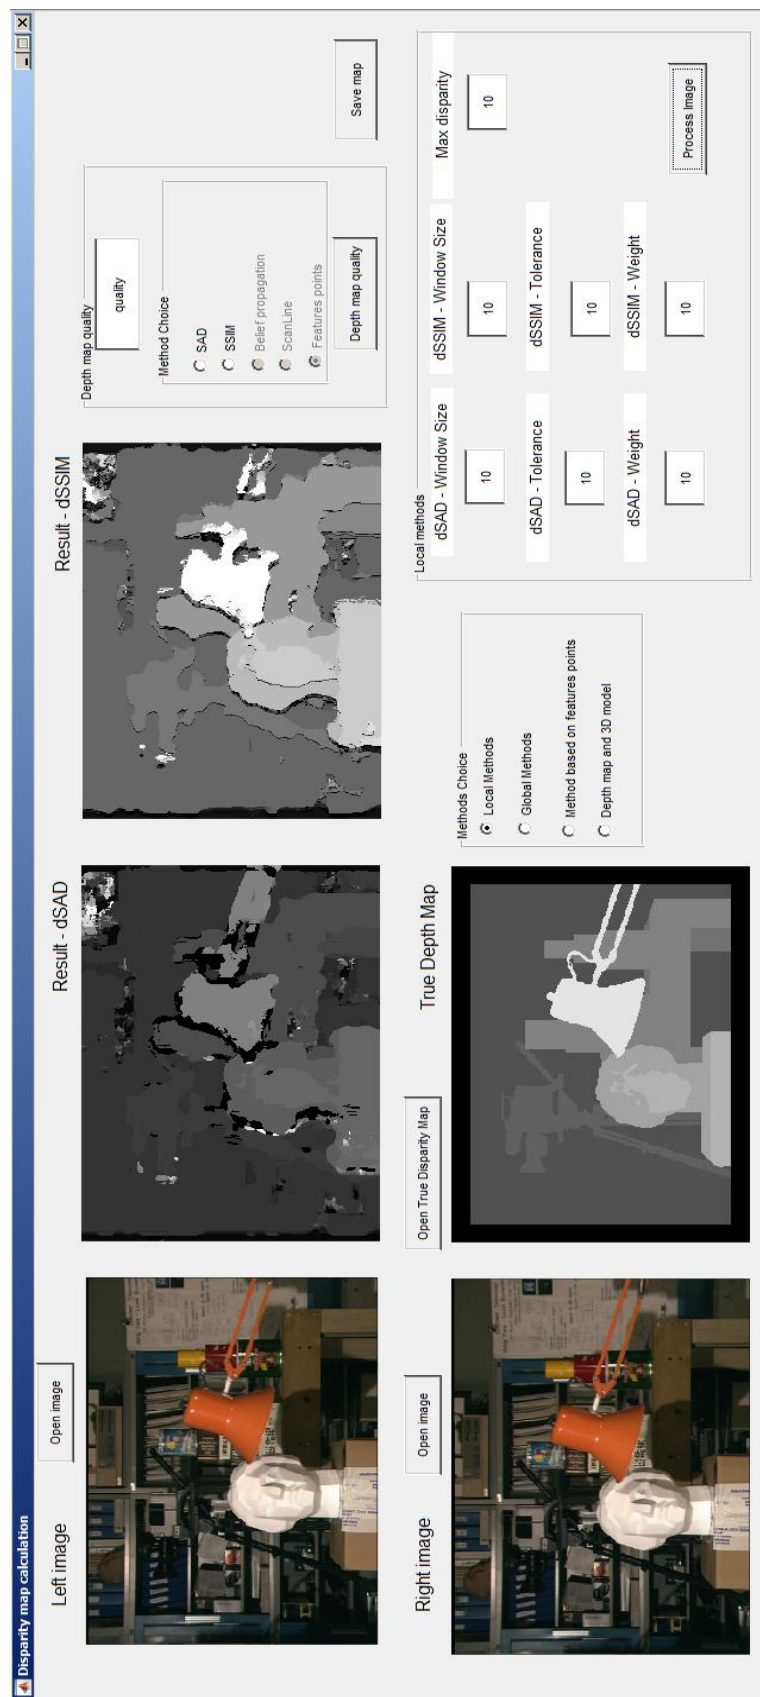 Disparity map calculation
Left image
Open image
Result - dSAD
Result - dSSIM
Depth map quality
quality
Method Choice
SAD
SSIM
Belief propagation
ScanLine
Features points
Depth map quality
Save map
Right image
Open image
Open True Disparity Map
True Depth Map
Methods Choice
Local Methods
Global Methods
Method based on features points
Depth map and 3D model
Local methods
dSAD - Window Size
dSSIM - Window Size
Max disparity
10
10
10
dSAD - Tolerance
dSSIM - Tolerance
10
10
dSAD - Weight
dSSIM - Weight
10
10
Process Image